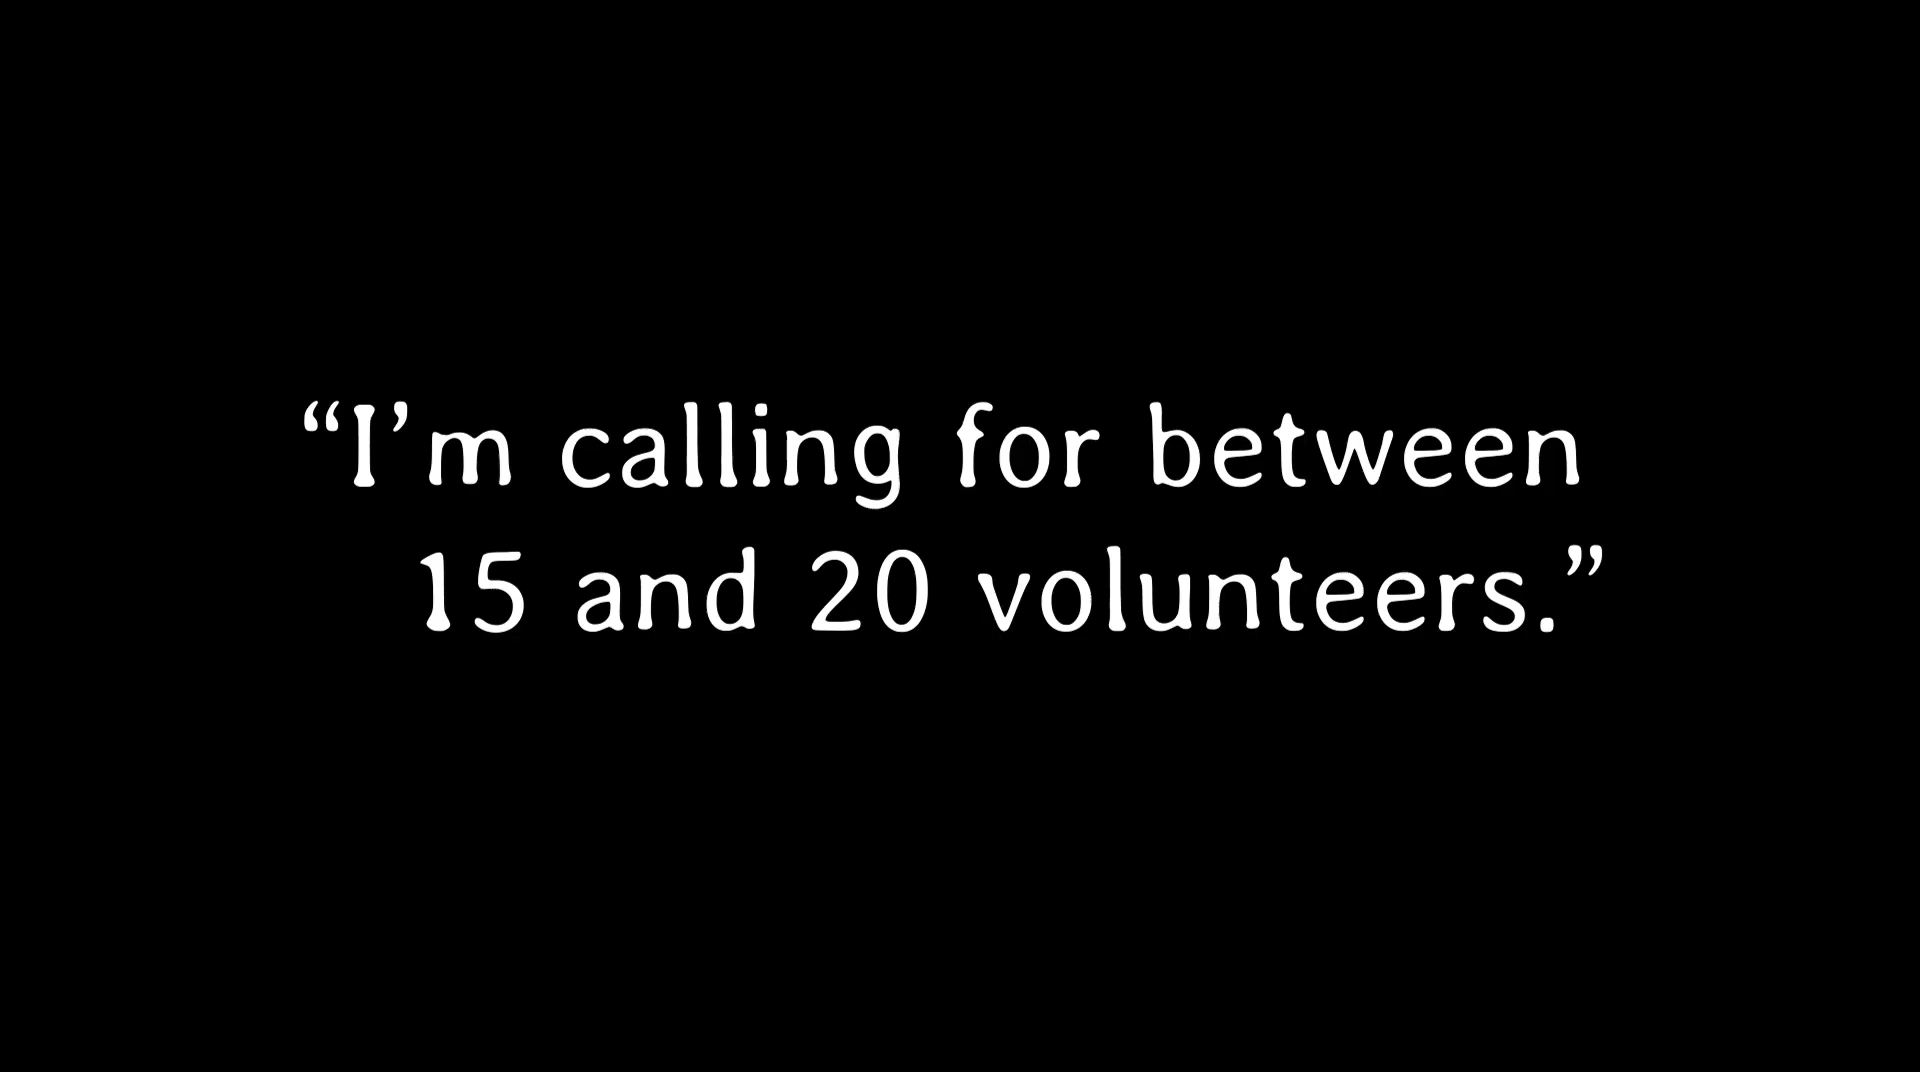 “I’m calling for between
15 and 20 volunteers.”